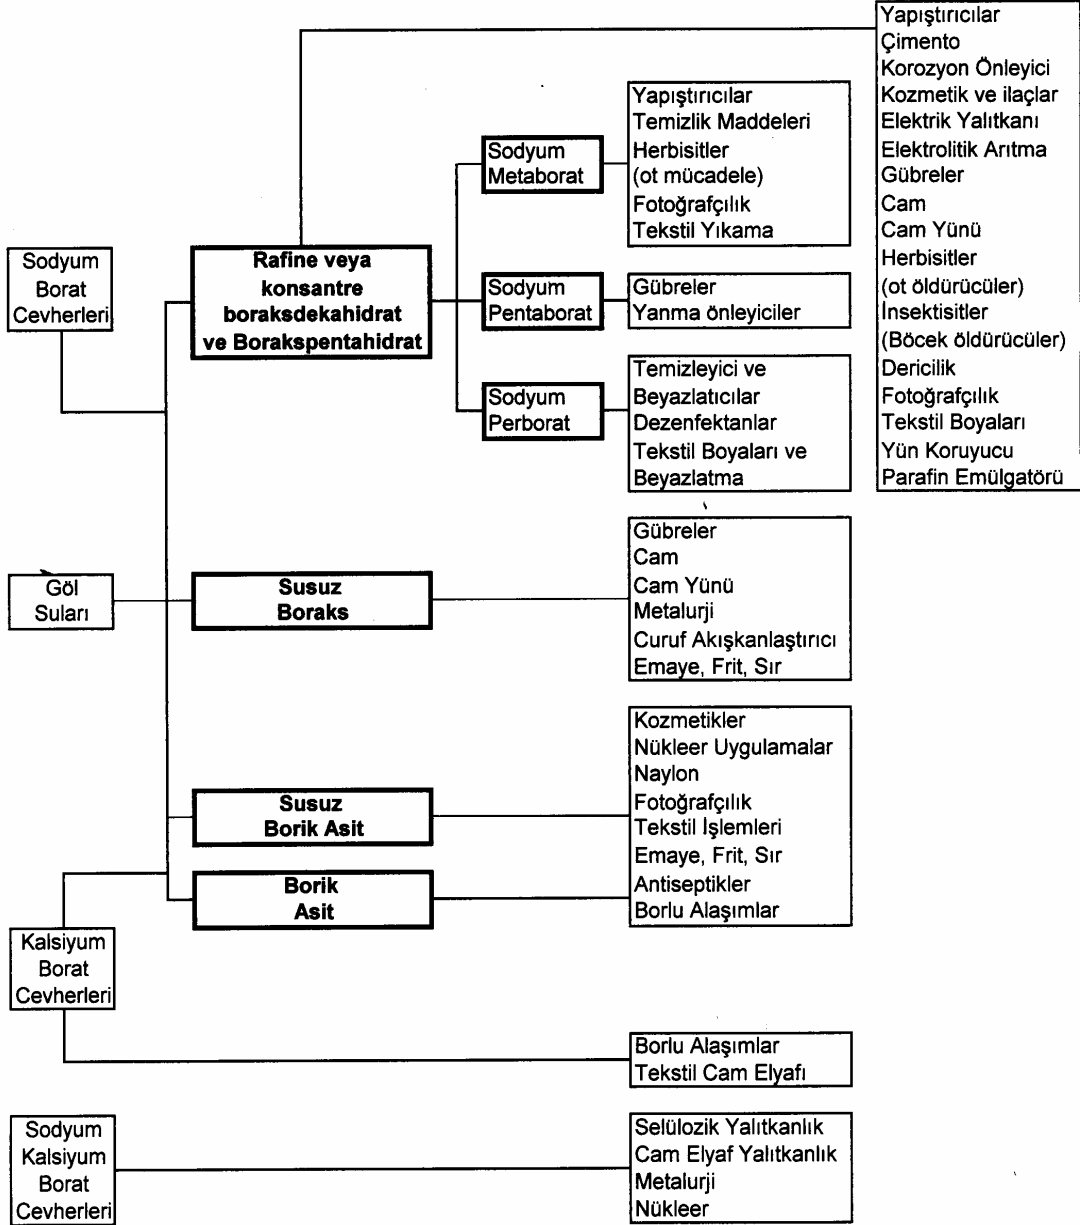 Yapıştırıcılar
Çimento
Korozyon Önleyici
Kozmetik ve ilaçlar
Elektrik Yalıtkanı
Elektrolitik Arıtma
Gübreler
Cam
Cam Yünü
Herbisitler
(ot öldürücüler)
İnsektisitler
(Böcek öldürücüler)
Dericilik
Fotoğrafçılık
Tekstil Boyaları
Yün Koruyucu
Parafin Emülgatörü
Sodyum
Metaborat
Yapıştırıcılar
Temizlik Maddeleri
Herbisitler
(ot mücadele)
Fotoğrafçılık
Tekstil Yıkama
Sodyum
Borat
Cevherleri
Rafine veya
konsantre
boraksdekahidrat
ve Borakspentahidrat
Sodyum
Pentaborat
Gübreler
Yanma önleyiciler
Sodyum
Perborat
Temizleyici ve
Beyazlatıcılar
Dezenfektanlar
Tekstil Boyaları ve
Beyazlatma
Göl
Suları
Susuz
Boraks
Gübreler
Cam
Cam Yünü
Metalurji
Curuf Akışkanlaştırıcı
Emaye, Frit, Sır
Susuz
Borik Asit
Borik
Asit
Kozmetikler
Nükleer Uygulamalar
Naylon
Fotoğrafçılık
Tekstil İşlemleri
Emaye, Frit, Sır
Antiseptikler
Borlu Alaşımlar
Kalsiyum
Borat
Cevherleri
Borlu Alaşımlar
Tekstil Cam Elyafı
Sodyum
Kalsiyum
Borat
Cevherleri
Selülozik Yalıtkanlık
Cam Elyaf Yalıtkanlık
Metalurji
Nükleer